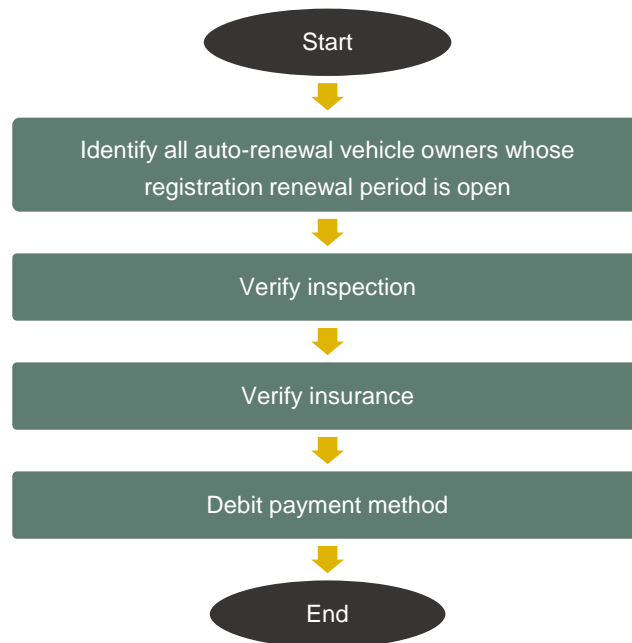 Start
Identify all auto-renewal vehicle owners whose
registration renewal period is open
Verify inspection
Verify insurance
Debit payment method
End